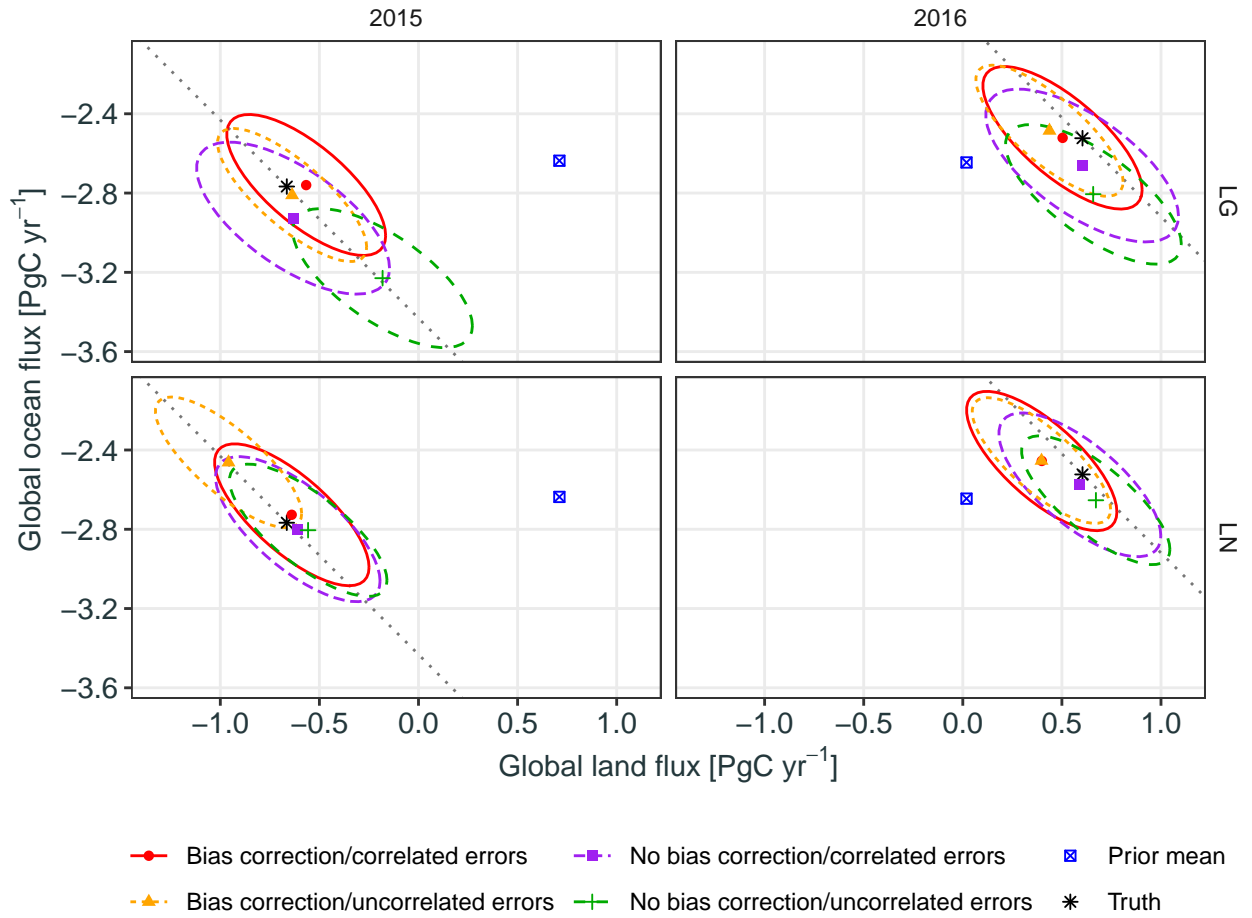 2015 2016
−2.4
−2.8
−3.2
−3.6
LG
−2.4
−2.8
−3.2
−3.6
LN
Global ocean flux [PgC yr⁻¹]
−1.0 −0.5 0.0 0.5 1.0 −1.0 −0.5 0.0 0.5 1.0
Global land flux [PgC yr⁻¹]
Bias correction/correlated errors No bias correction/correlated errors Prior mean
Bias correction/uncorrelated errors No bias correction/uncorrelated errors Truth